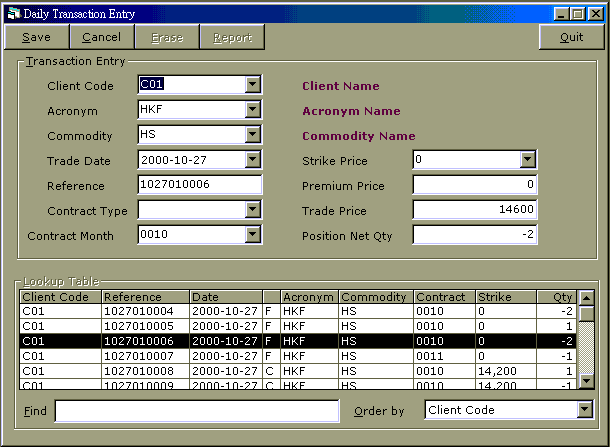 Daily Transaction Entry
Save Cancel Erase Report Quit
Transaction Entry
Client Code C01 Client Name
Acronym HKF Acronym Name
Commodity HS Commodity Name
Trade Date 2000-10-27 Strike Price 0
Reference 1027010006 Premium Price 0
Contract Type Trade Price 14600
Contract Month 0010 Position Net Qty -2
Lookup Table
Client Code Reference Date Acronym Commodity Contract Strike Qty
C01 1027010004 2000-10-27 F HKF HS 0010 0 -2
C01 1027010005 2000-10-27 F HKF HS 0010 0 1
C01 1027010006 2000-10-27 F HKF HS 0010 0 -2
C01 1027010007 2000-10-27 F HKF HS 0011 0 -1
C01 1027010008 2000-10-27 C HKF HS 0010 14,200 1
C01 1027010009 2000-10-27 C HKF HS 0010 14,200 -1
Find Order by Client Code